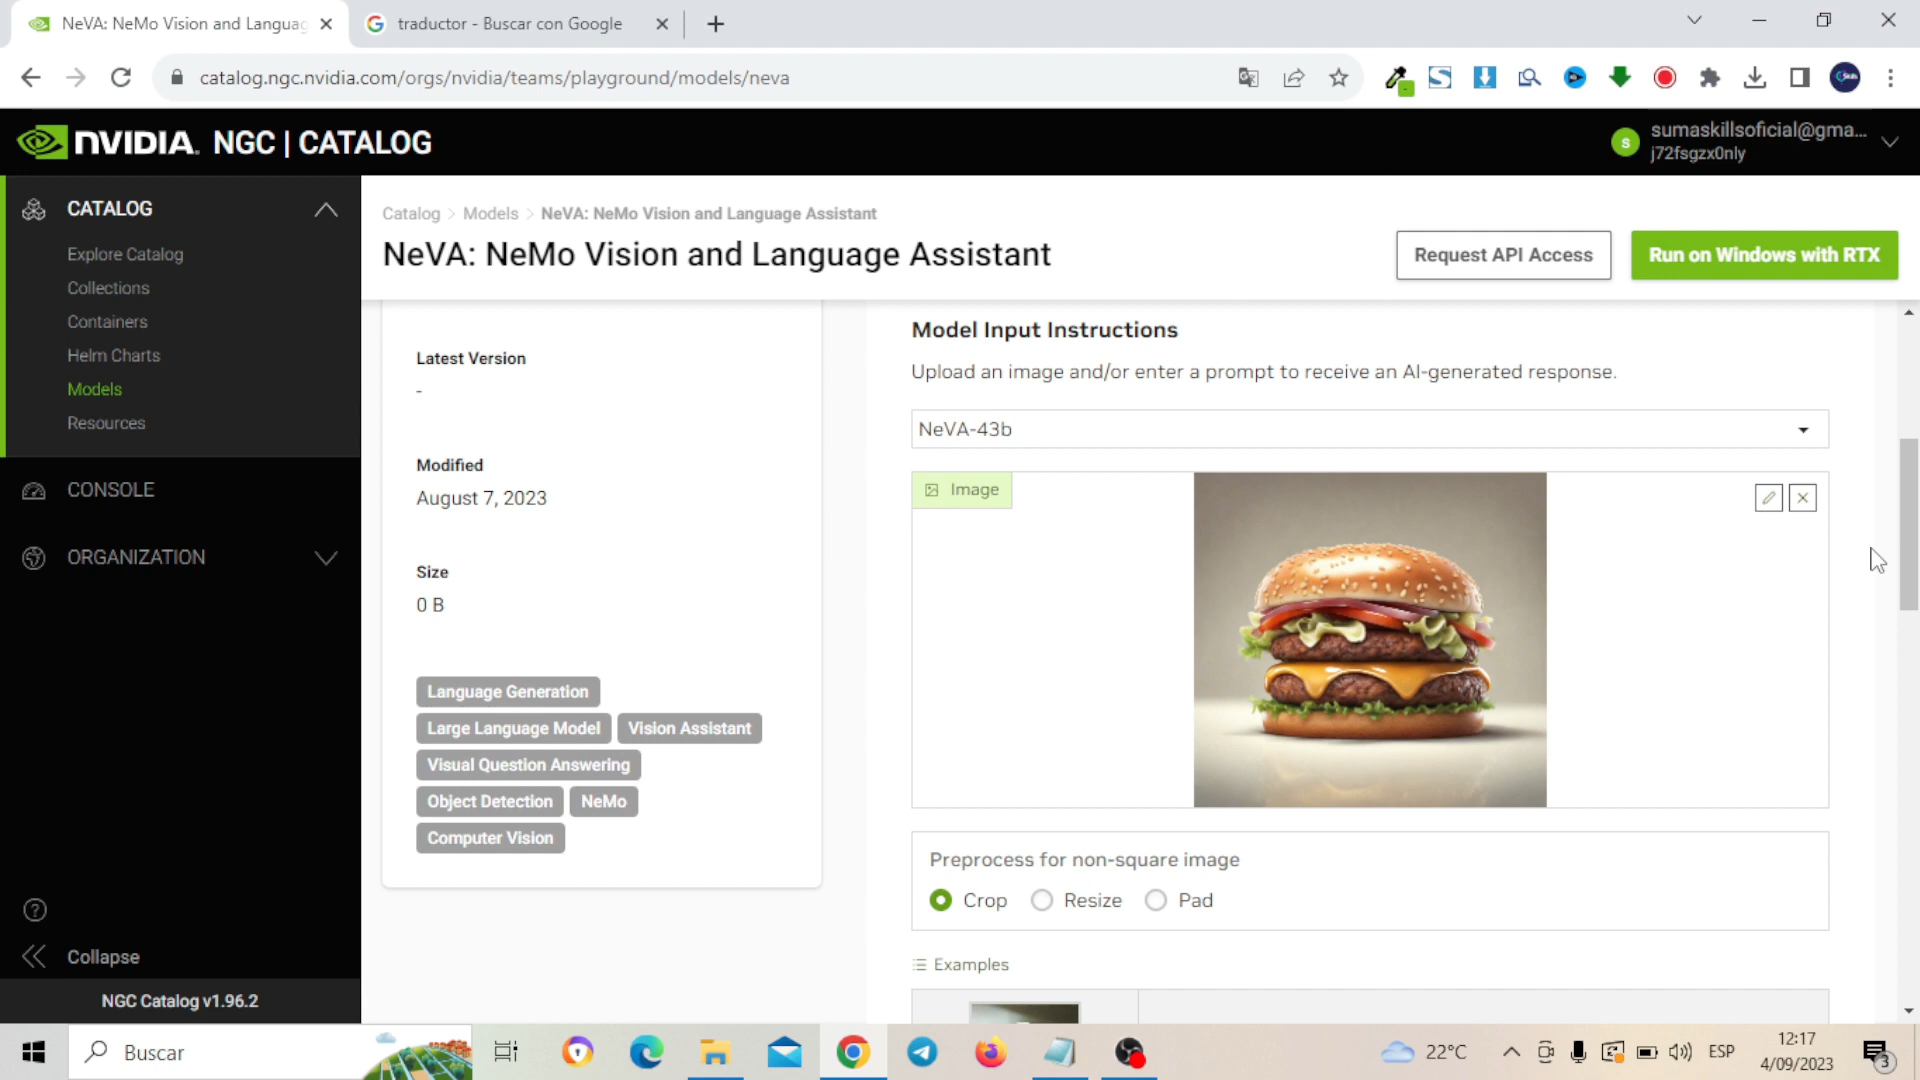 NeVA: NeMo Vision and Languag
traductor - Buscar con Google
catalog.ngc.nvidia.com/orgs/nvidia/teams/playground/models/neva
NVIDIA. NGC | CATALOG
s
sumaskillsoficial@gma...
j72fsgzx0nly
CATALOG
Explore Catalog
Collections
Containers
Helm Charts
Models
Resources
CONSOLE
ORGANIZATION
Collapse
NGC Catalog v1.96.2
Catalog > Models > NeVA: NeMo Vision and Language Assistant
NeVA: NeMo Vision and Language Assistant
Request API Access
Run on Windows with RTX
Latest Version
-
Modified
August 7, 2023
Size
0 B
Language Generation
Large Language Model
Vision Assistant
Visual Question Answering
Object Detection
NeMo
Computer Vision
Model Input Instructions
Upload an image and/or enter a prompt to receive an AI-generated response.
NeVA-43b
Image
Preprocess for non-square image
Crop
Resize
Pad
Examples
Buscar
22°C
ESP
12:17
4/09/2023
3